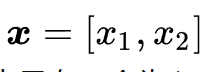 x = [x₁, x₂]